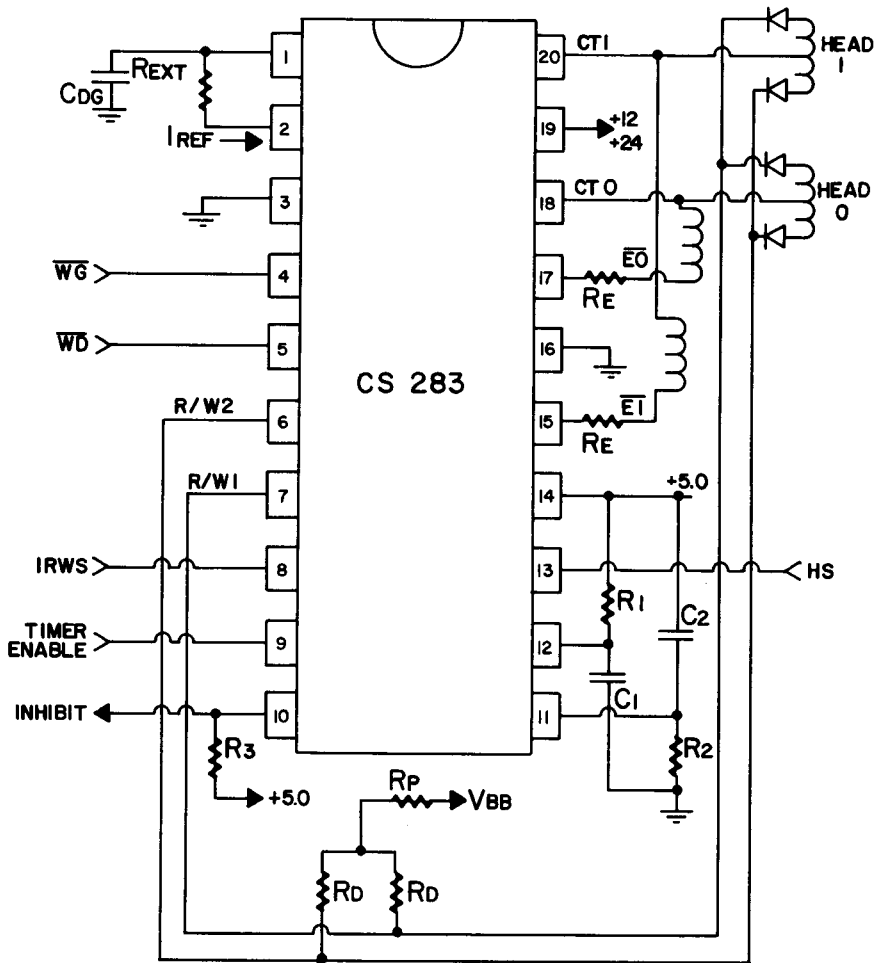 CT1
HEAD
1
1
20
REXT
CDG
IREF
2
19
+12
+24
3
18
CT0
HEAD
0
WG
4
17
E0
RE
WD
5
16
CS 283
R/W2
6
15
E1
RE
R/W1
7
14
+5.0
IRWS
8
13
HS
R1
C2
TIMER
ENABLE
9
12
C1
INHIBIT
10
11
R3
R2
+5.0
RP
VBB
RD
RD